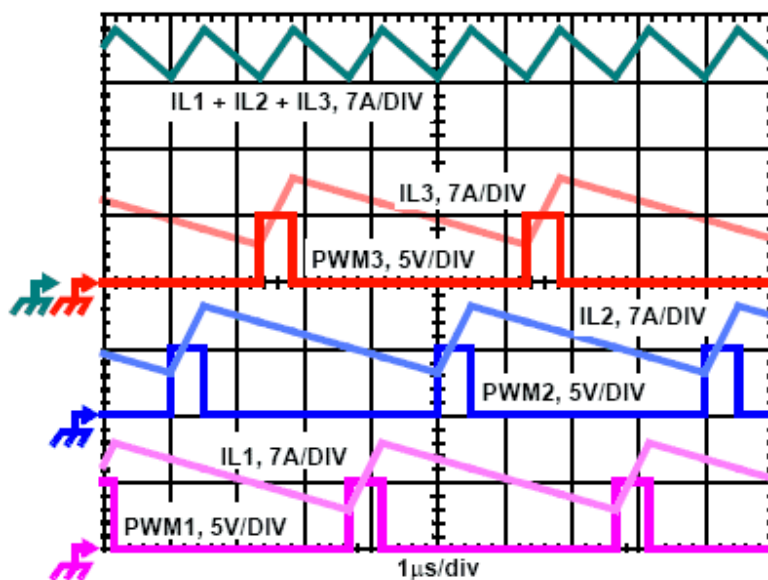 IL1 + IL2 + IL3, 7A/DIV
IL3, 7A/DIV
PWM3, 5V/DIV
IL2, 7A/DIV
PWM2, 5V/DIV
IL1, 7A/DIV
PWM1, 5V/DIV
1μs/div